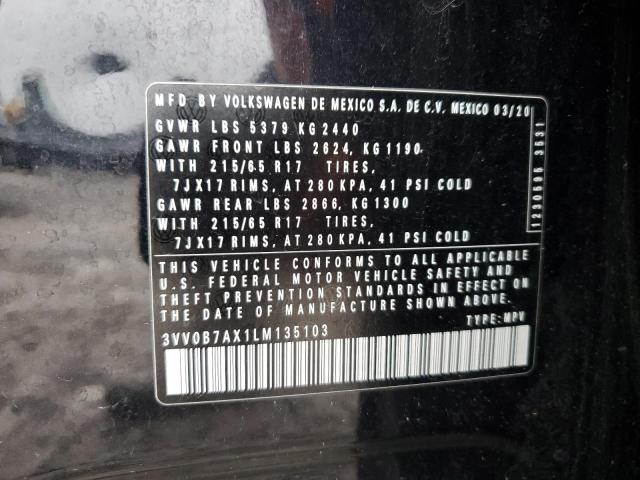 MFD. BY VOLKSWAGEN DE MEXICO S.A. DE C.V. MEXICO 03/20
GVWR LBS 5379 KG 2440
GAWR FRONT LBS 2624, KG 1190
WITH 215/65 R17 TIRES,
7JX17 RIMS, AT 280 KPA, 41 PSI COLD
GAWR REAR LBS 2866, KG 1300
WITH 215/65 R17 TIRES,
7JX17 RIMS, AT 280 KPA, 41 PSI COLD
THIS VEHICLE CONFORMS TO ALL APPLICABLE
U.S. FEDERAL MOTOR VEHICLE SAFETY AND
THEFT PREVENTION STANDARDS IN EFFECT ON
THE DATE OF MANUFACTURE SHOWN ABOVE.
3VV0B7AX1LM135103 TYPE: MPV
1230505 3531